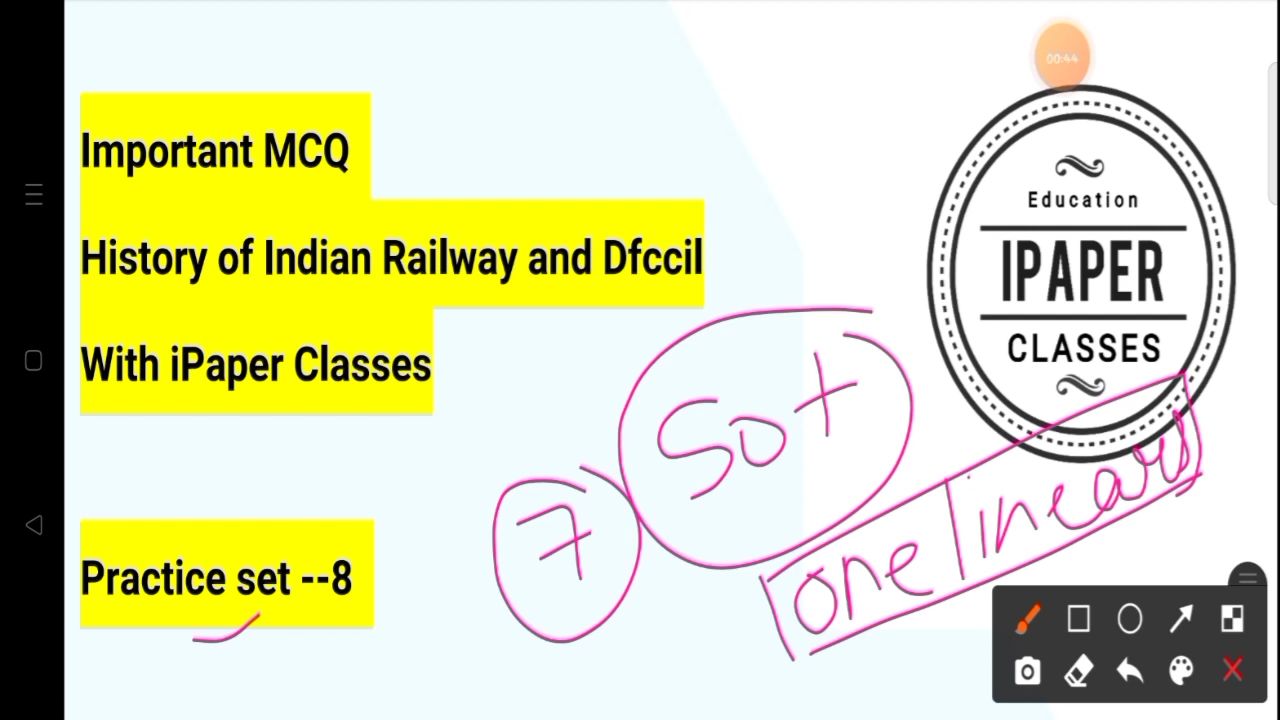 Important MCQ
History of Indian Railway and Dfccil
With iPaper Classes
Practice set --8
00:44
Education
IPAPER
CLASSES
50+
7
one linears